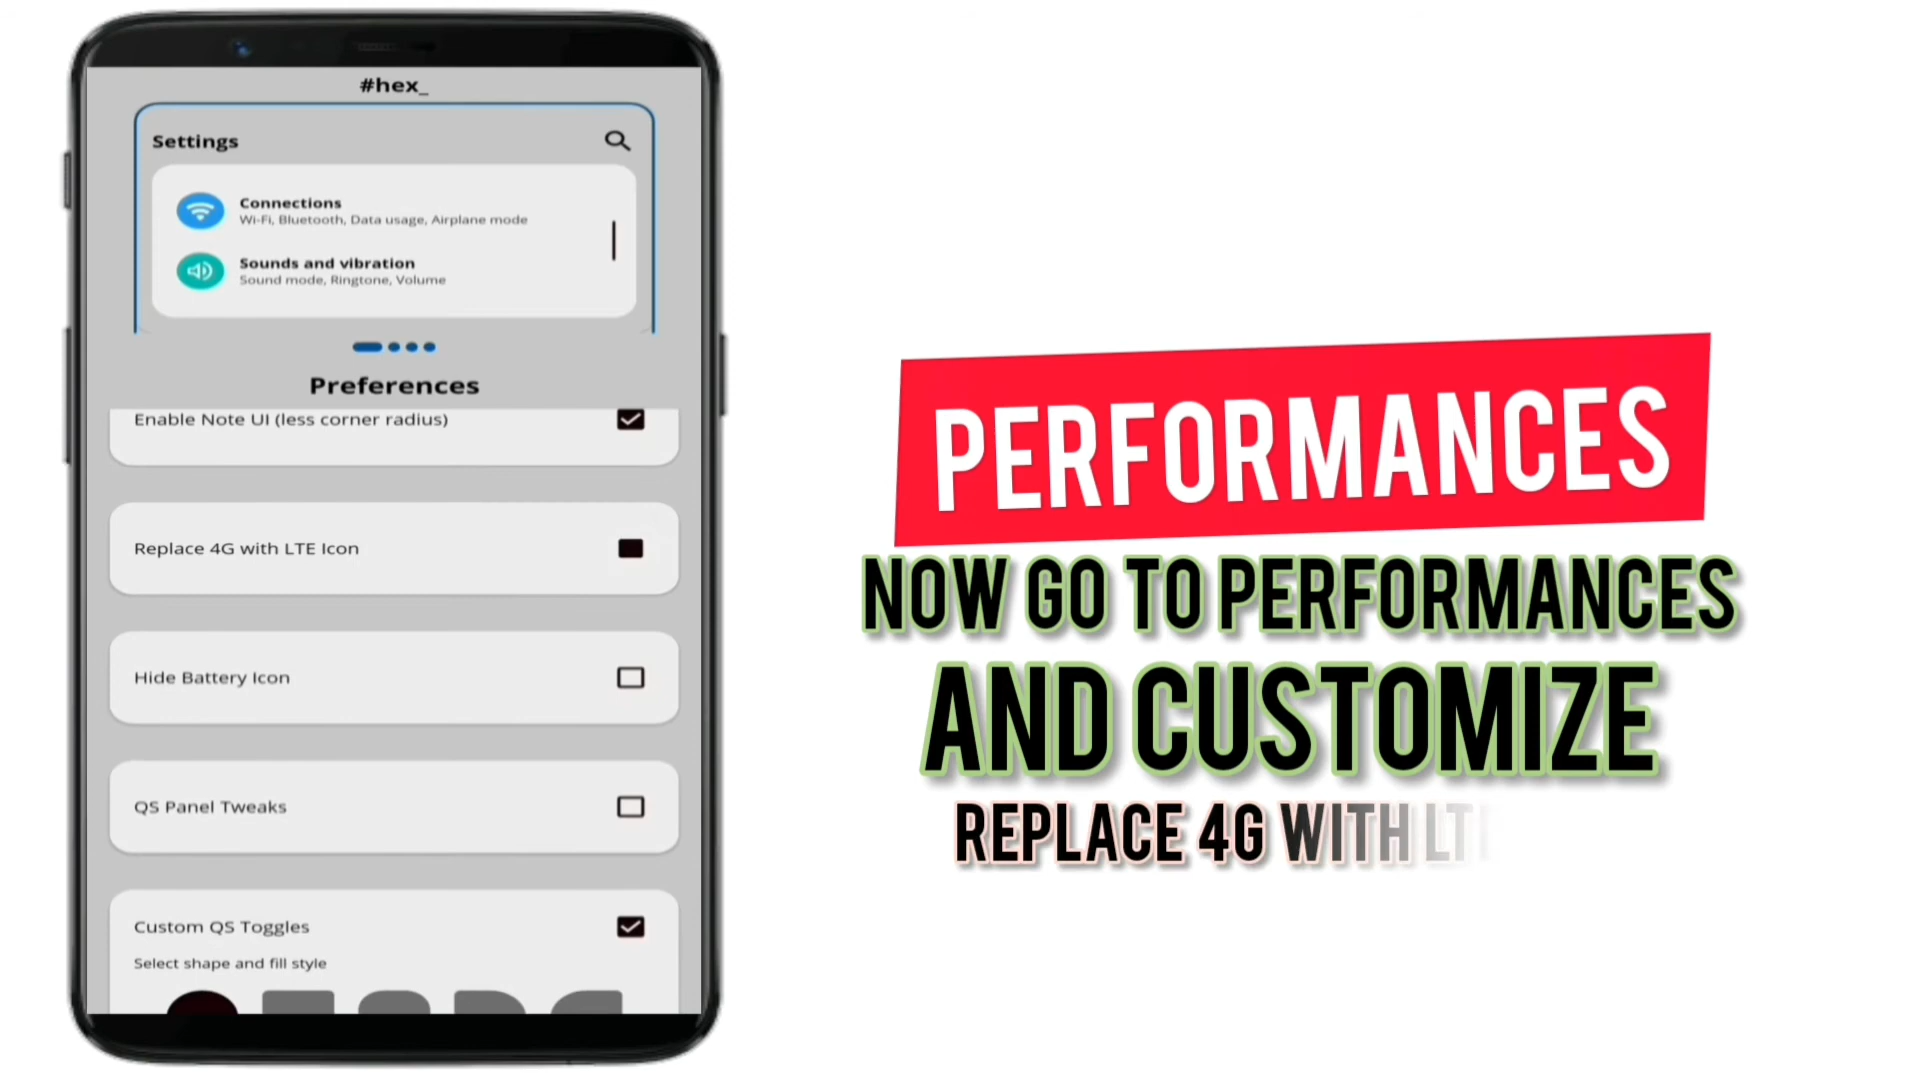 #hex_
Settings
Connections
Wi-Fi, Bluetooth, Data usage, Airplane mode
Sounds and vibration
Sound mode, Ringtone, Volume
Preferences
Enable Note UI (less corner radius)
Replace 4G with LTE Icon
Hide Battery Icon
QS Panel Tweaks
Custom QS Toggles
Select shape and fill style
PERFORMANCES
NOW GO TO PERFORMANCES
AND CUSTOMIZE
REPLACE 4G WITH LT